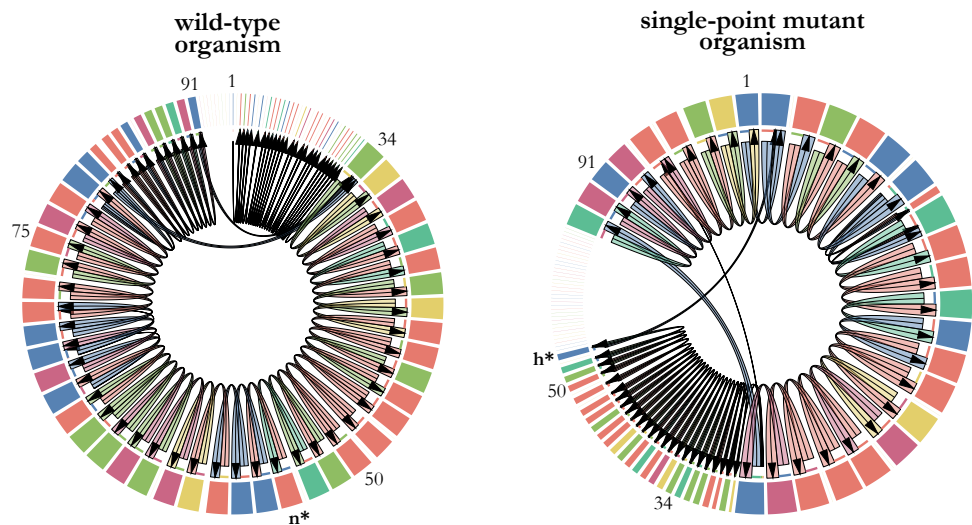 wild-type
organism
91
1
34
75
50
n*
single-point mutant
organism
1
91
h*
50
34